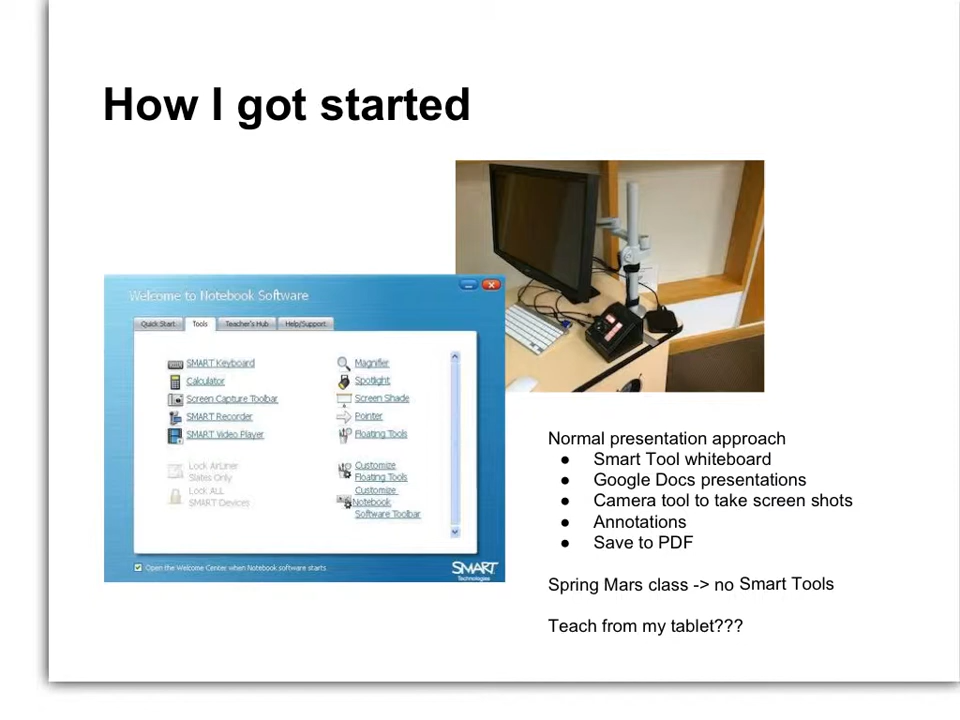 How I got started
Welcome to Notebook Software
Quick Start
Tools
Teacher's Hub
Help/Support
SMART Keyboard
Calculator
Screen Capture Toolbar
SMART Recorder
SMART Video Player
Lock AirLiner
Slates Only
Lock ALL
SMART Devices
Magnifier
Spotlight
Screen Shade
Pointer
Floating Tools
Customize
Floating Tools
Customize
Notebook
Software Toolbar
Open the Welcome Center when Notebook software starts
SMART
Technologies
Normal presentation approach
● Smart Tool whiteboard
● Google Docs presentations
● Camera tool to take screen shots
● Annotations
● Save to PDF
Spring Mars class -> no Smart Tools
Teach from my tablet???